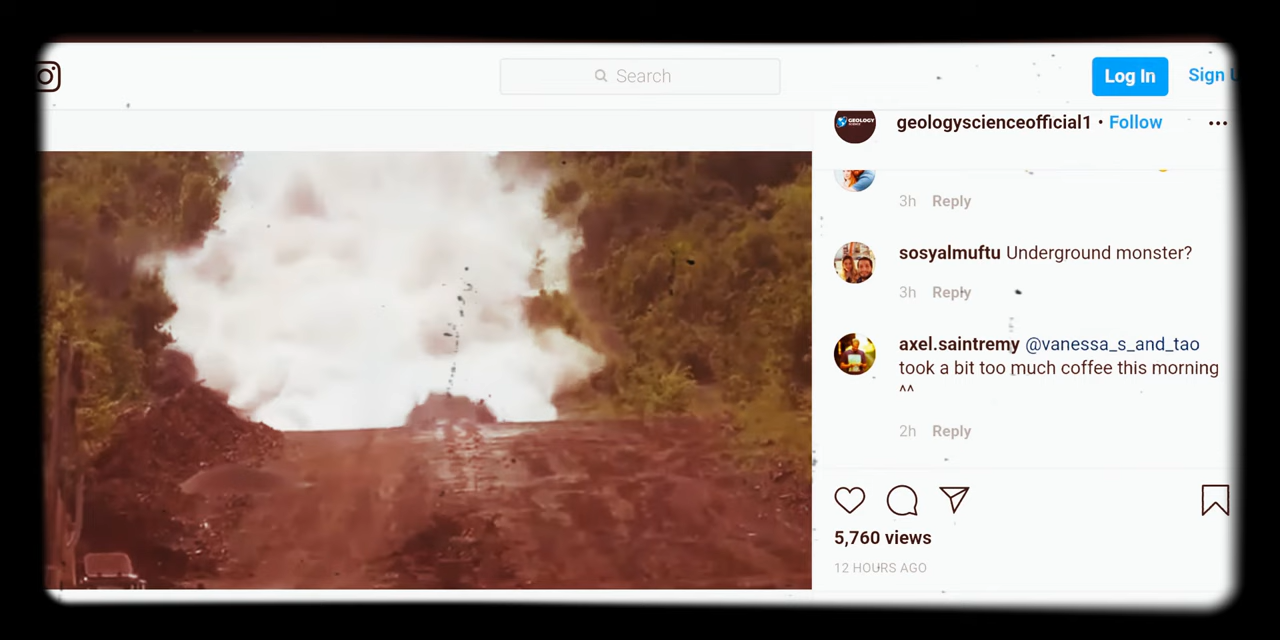 Search
Log In
Sign
geologyscienceofficial1 • Follow
GEOLOGY
3h Reply
sosyalmuftu Underground monster?
3h Reply
axel.saintremy @vanessa_s_and_tao
took a bit too much coffee this morning
^^
2h Reply
5,760 views
12 HOURS AGO